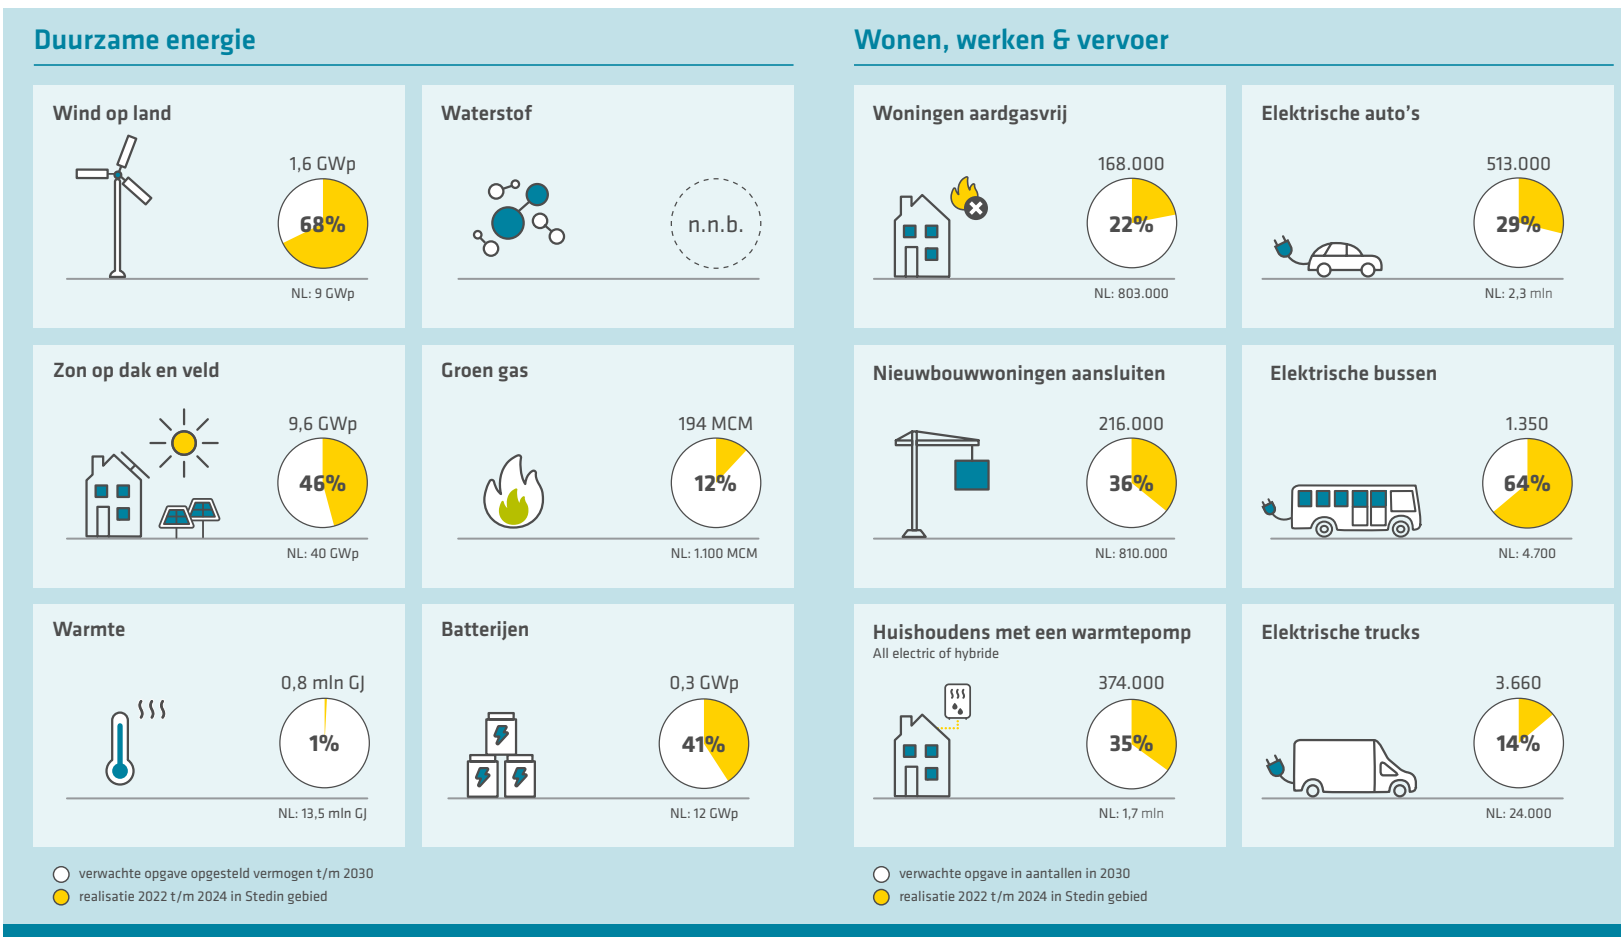 Duurzame energie
Wind op land
1,6 GWp
68%
NL: 9 GWp
Waterstof
n.n.b.
Zon op dak en veld
9,6 GWp
46%
NL: 40 GWp
Groen gas
194 MCM
12%
NL: 1.100 MCM
Warmte
0,8 mln GJ
1%
NL: 13,5 mln GJ
Batterijen
0,3 GWp
41%
NL: 12 GWp
verwachte opgave opgesteld vermogen t/m 2030
realisatie 2022 t/m 2024 in Stedin gebied
Wonen, werken & vervoer
Woningen aardgasvrij
168.000
22%
NL: 803.000
Elektrische auto's
513.000
29%
NL: 2,3 mln
Nieuwbouwwoningen aansluiten
216.000
36%
NL: 810.000
Elektrische bussen
1.350
64%
NL: 4.700
Huishoudens met een warmtepomp
All electric of hybride
374.000
35%
NL: 1,7 mln
Elektrische trucks
3.660
14%
NL: 24.000
verwachte opgave in aantallen in 2030
realisatie 2022 t/m 2024 in Stedin gebied